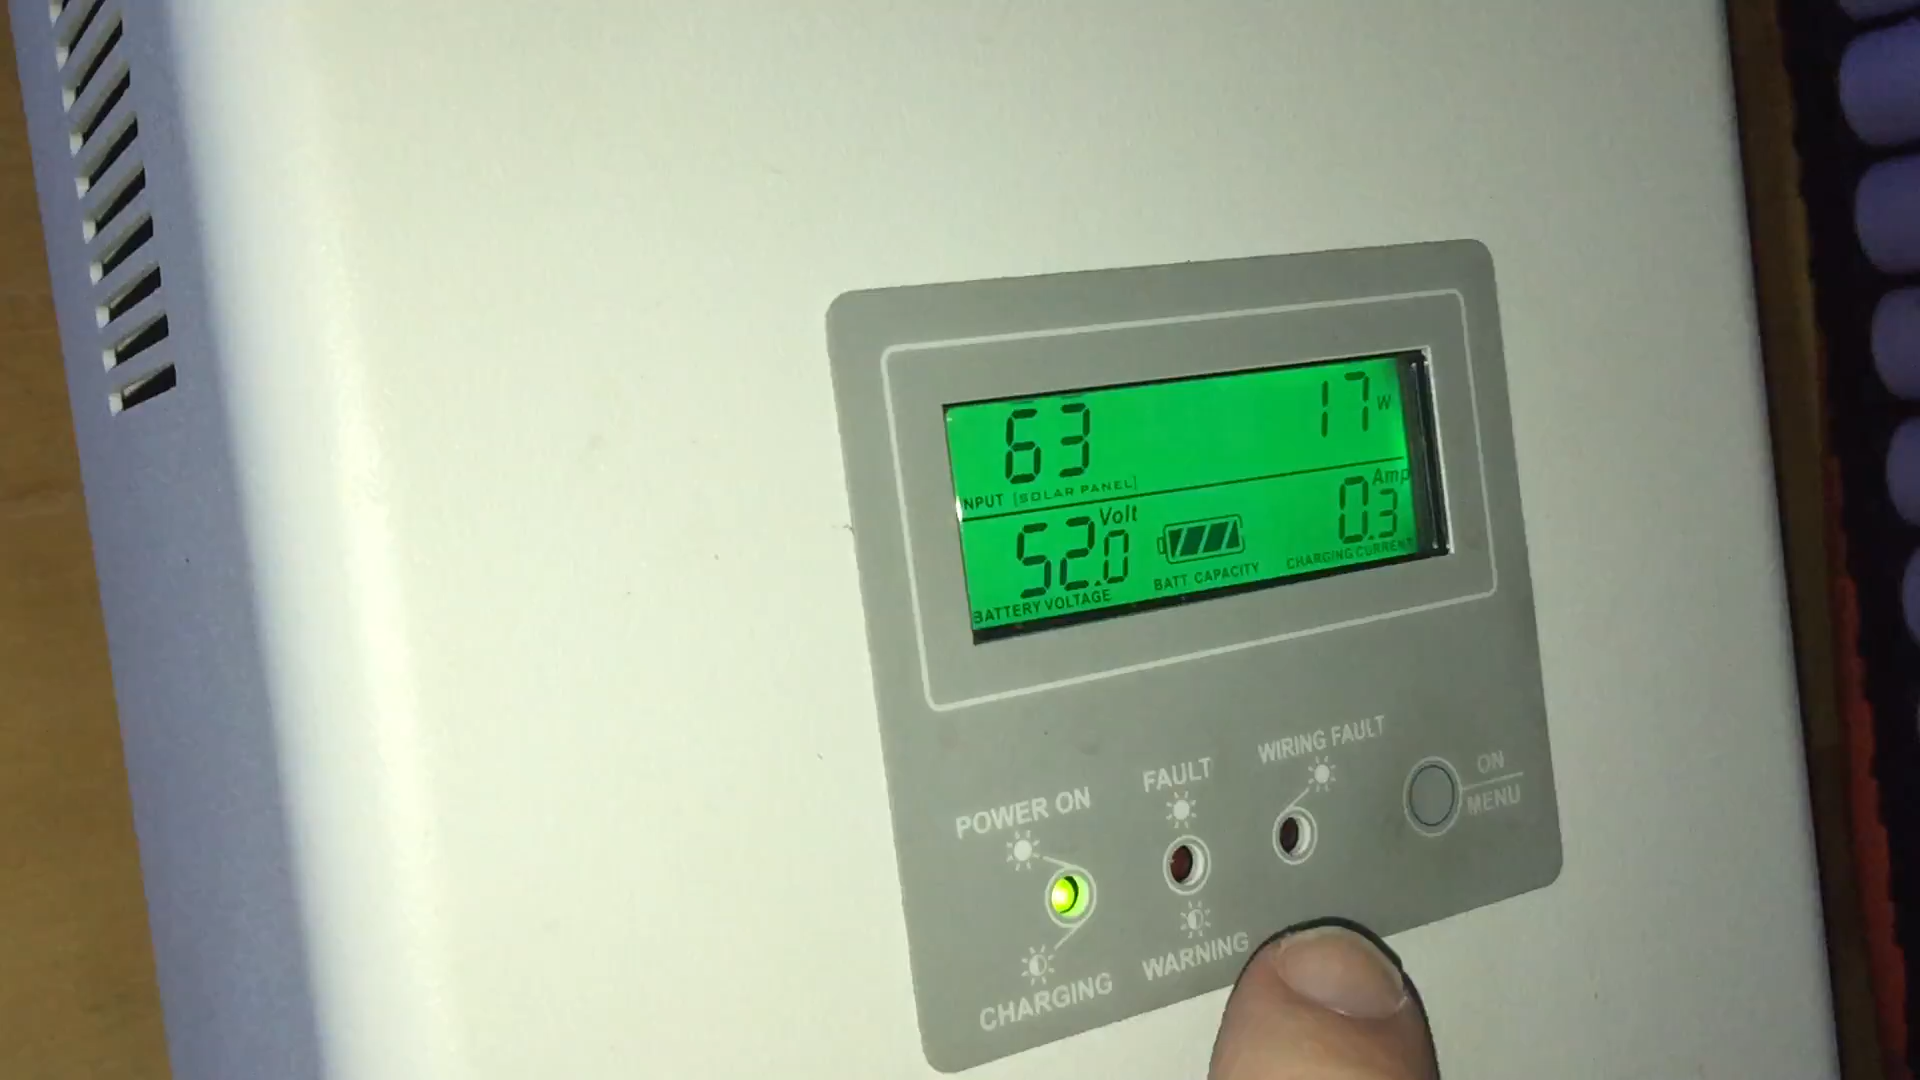 63 17 W
INPUT [SOLAR PANEL]
52.0 Volt 0.3 Amp
BATTERY VOLTAGE BATT CAPACITY CHARGING CURRENT
POWER ON FAULT WIRING FAULT ON
MENU
CHARGING WARNING